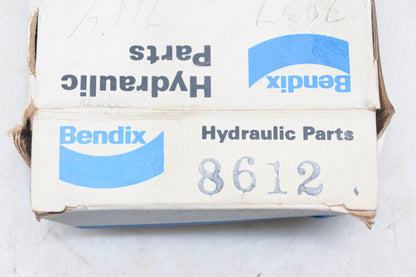 Hydraulic
Parts
Bendix
Bendix
Hydraulic Parts
8612